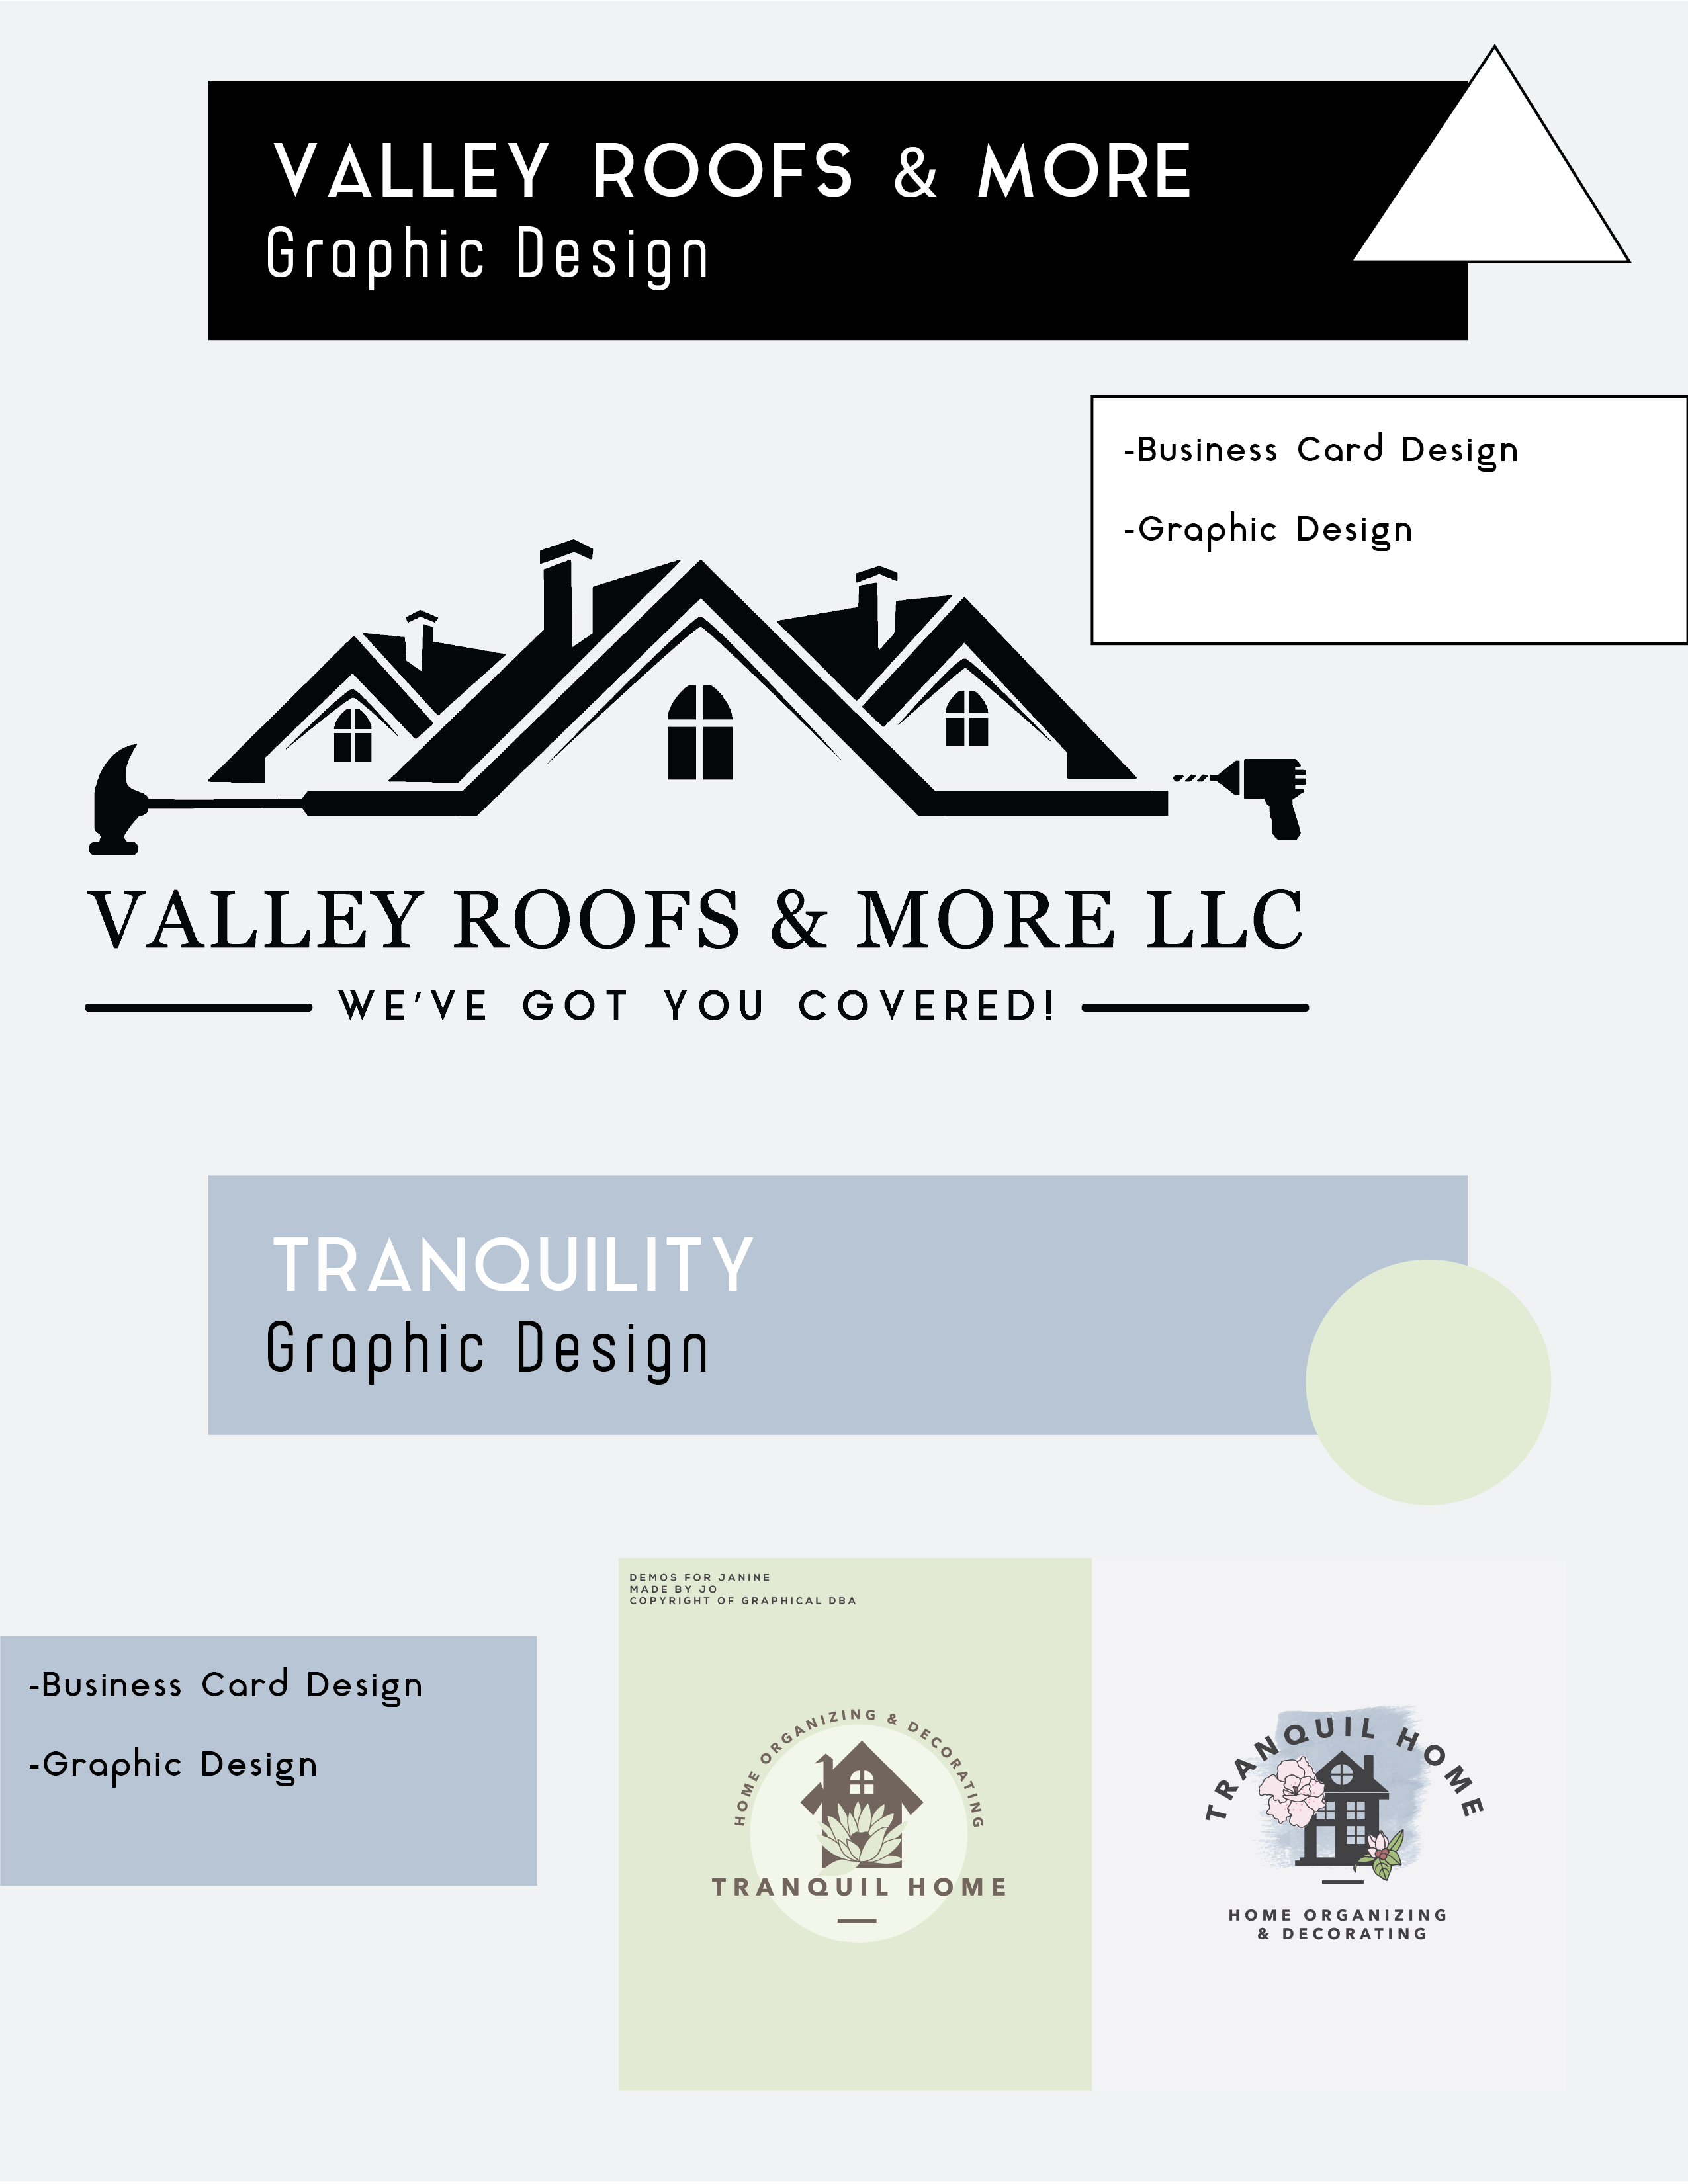 VALLEY ROOFS & MORE
Graphic Design
-Business Card Design
-Graphic Design
VALLEY ROOFS & MORE LLC
WE'VE GOT YOU COVERED!
TRANQUILITY
Graphic Design
-Business Card Design
-Graphic Design
DEMOS FOR JANINE
MADE BY JO
COPYRIGHT OF GRAPHICAL DBA
HOME ORGANIZING & DECORATING
TRANQUIL HOME
TRANQUIL HOME
HOME ORGANIZING
& DECORATING